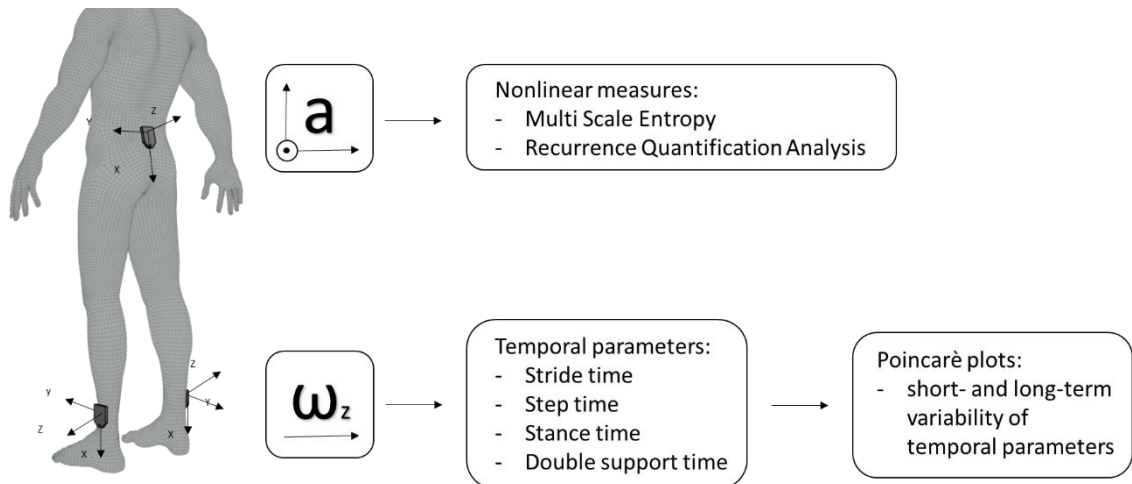 Z
Y
X
a
Nonlinear measures:
- Multi Scale Entropy
- Recurrence Quantification Analysis
Z
Y
X
Y
Z
X
ωz
Temporal parameters:
- Stride time
- Step time
- Stance time
- Double support time
Poincarè plots:
- short- and long-term
variability of
temporal parameters